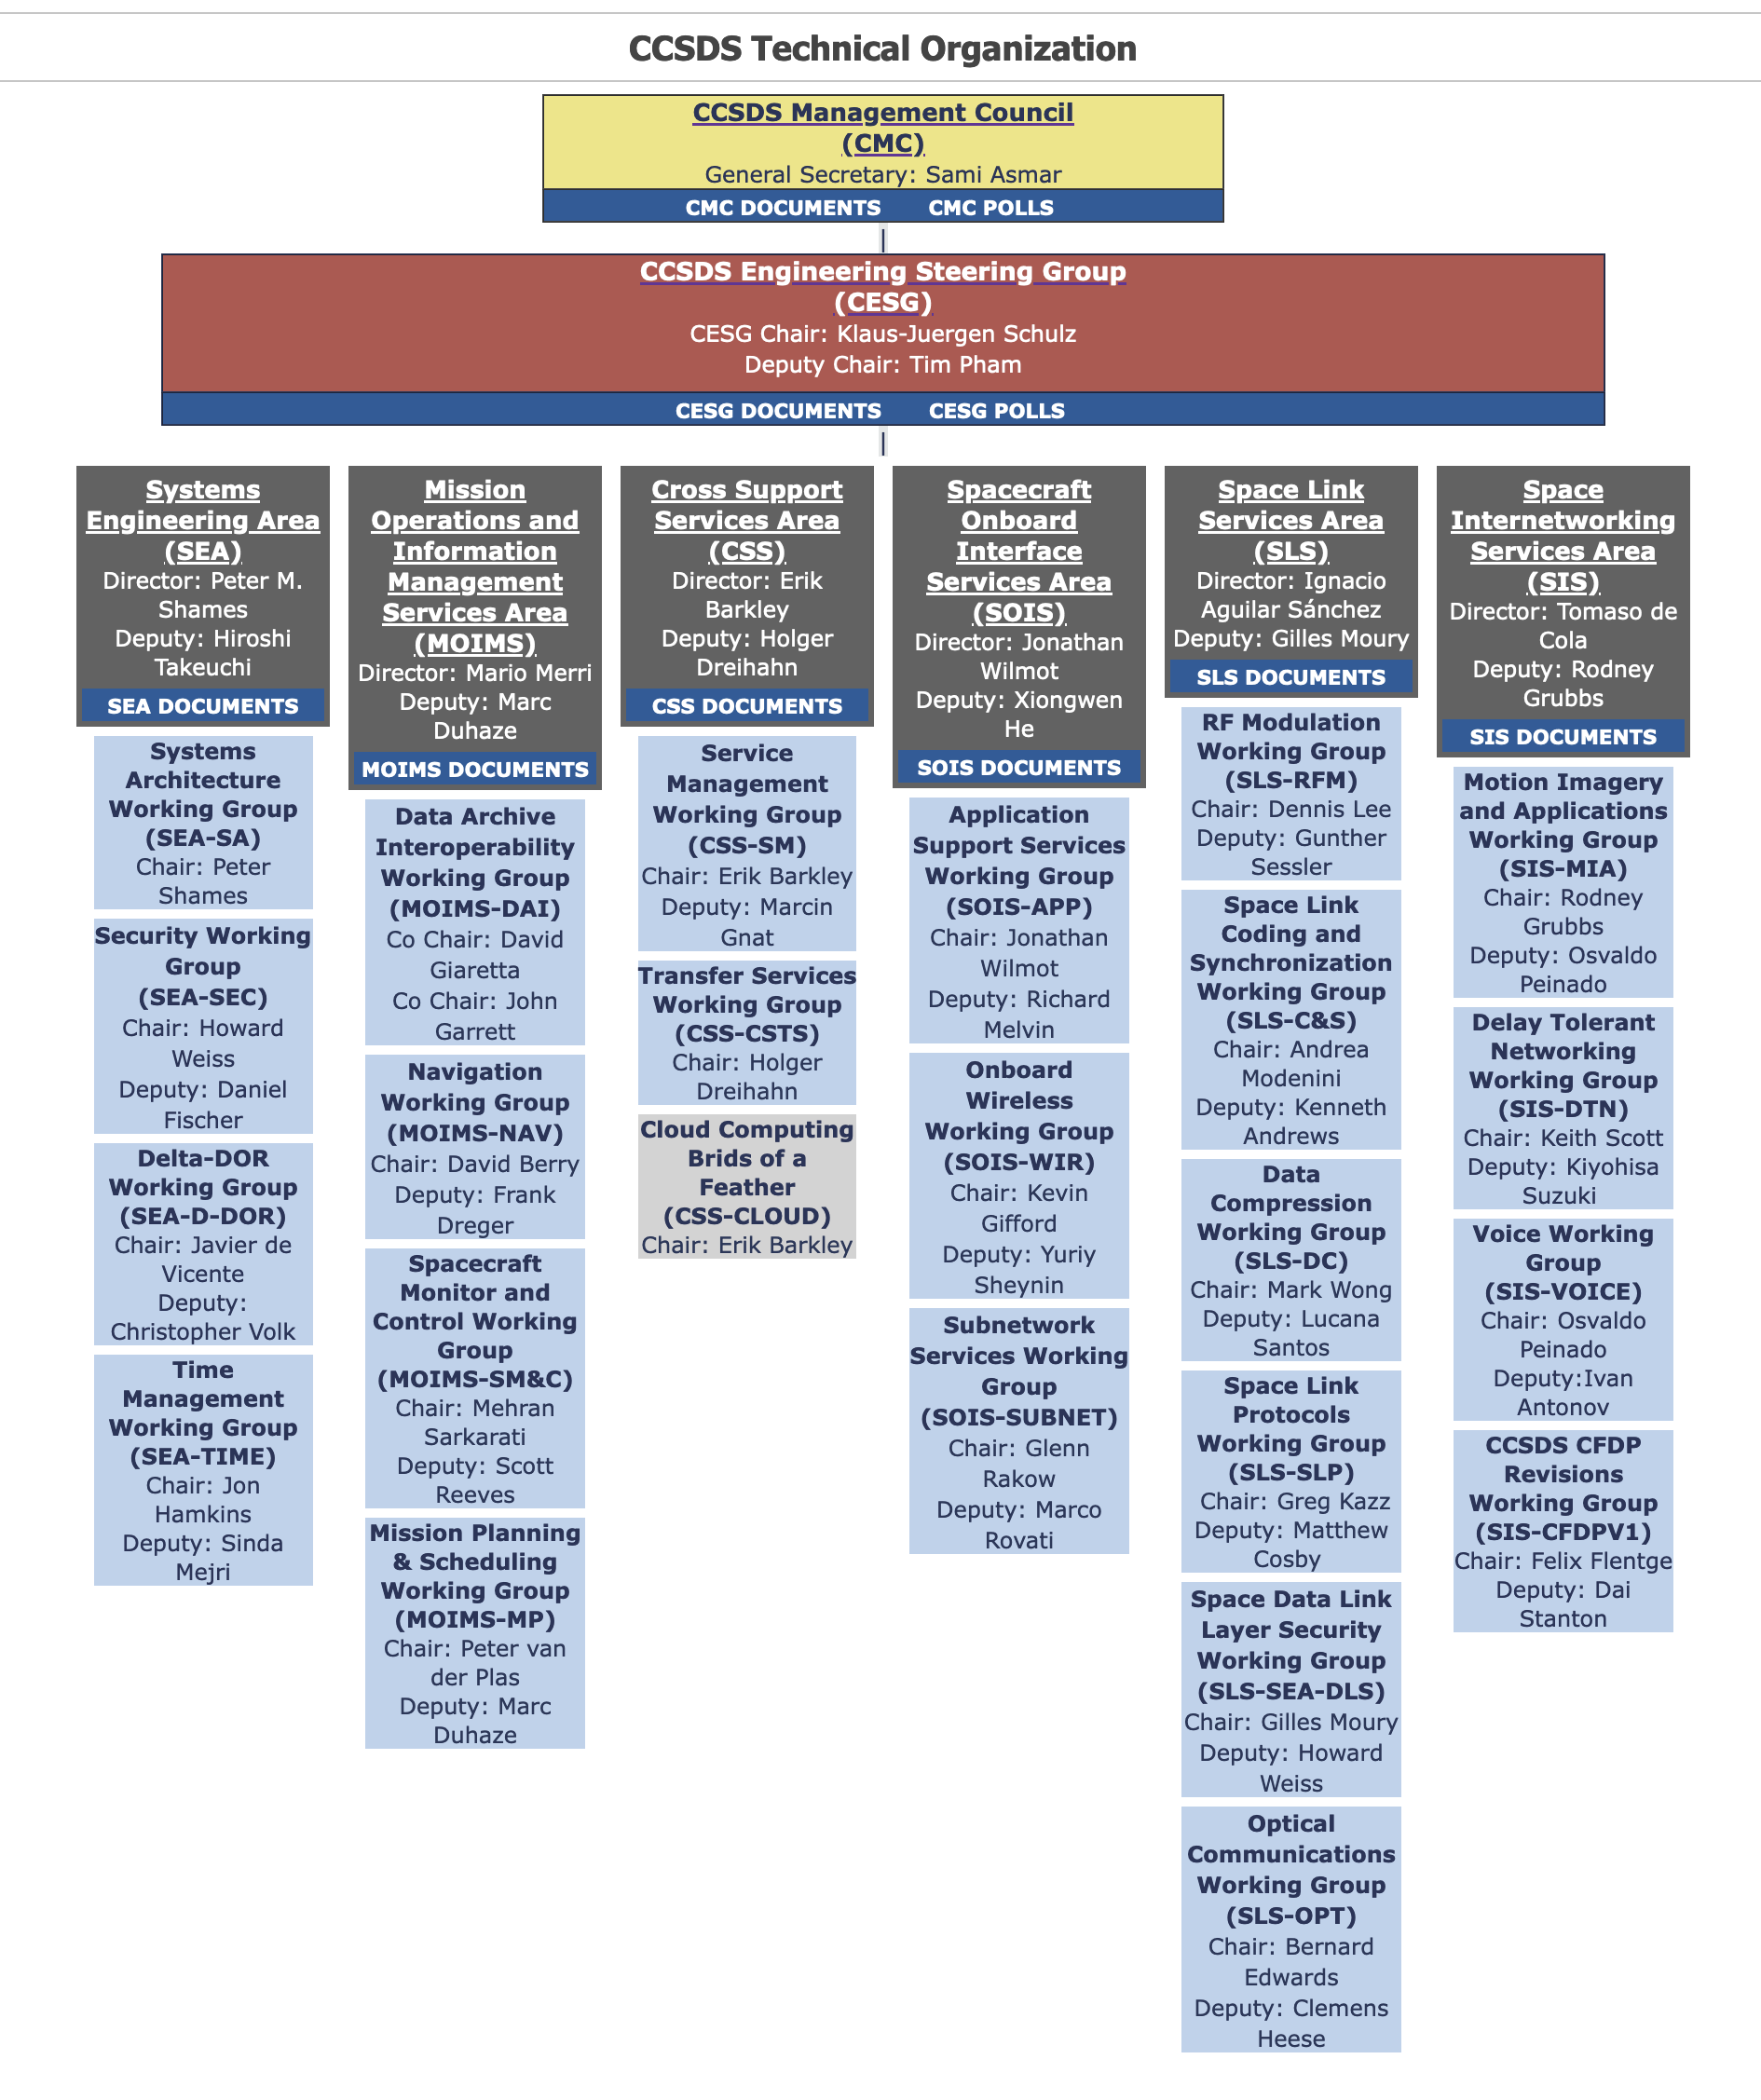 CCSDS Technical Organization
CCSDS Management Council
(CMC)
General Secretary: Sami Asmar
CMC DOCUMENTS CMC POLLS
CCSDS Engineering Steering Group
(CESG)
CESG Chair: Klaus-Juergen Schulz
Deputy Chair: Tim Pham
CESG DOCUMENTS CESG POLLS
Systems
Engineering Area
(SEA)
Director: Peter M.
Shames
Deputy: Hiroshi
Takeuchi
SEA DOCUMENTS
Systems
Architecture
Working Group
(SEA-SA)
Chair: Peter
Shames
Security Working
Group
(SEA-SEC)
Chair: Howard
Weiss
Deputy: Daniel
Fischer
Delta-DOR
Working Group
(SEA-D-DOR)
Chair: Javier de
Vicente
Deputy:
Christopher Volk
Time
Management
Working Group
(SEA-TIME)
Chair: Jon
Hamkins
Deputy: Sinda
Mejri
Mission
Operations and
Information
Management
Services Area
(MOIMS)
Director: Mario Merri
Deputy: Marc
Duhaze
MOIMS DOCUMENTS
Data Archive
Interoperability
Working Group
(MOIMS-DAI)
Co Chair: David
Giaretta
Co Chair: John
Garrett
Navigation
Working Group
(MOIMS-NAV)
Chair: David Berry
Deputy: Frank
Dreger
Spacecraft
Monitor and
Control Working
Group
(MOIMS-SM&C)
Chair: Mehran
Sarkarati
Deputy: Scott
Reeves
Mission Planning
& Scheduling
Working Group
(MOIMS-MP)
Chair: Peter van
der Plas
Deputy: Marc
Duhaze
Cross Support
Services Area
(CSS)
Director: Erik
Barkley
Deputy: Holger
Dreihahn
CSS DOCUMENTS
Service
Management
Working Group
(CSS-SM)
Chair: Erik Barkley
Deputy: Marcin
Gnat
Transfer Services
Working Group
(CSS-CSTS)
Chair: Holger
Dreihahn
Cloud Computing
Brids of a
Feather
(CSS-CLOUD)
Chair: Erik Barkley
Spacecraft
Onboard
Interface
Services Area
(SOIS)
Director: Jonathan
Wilmot
Deputy: Xiongwen
He
SOIS DOCUMENTS
Application
Support Services
Working Group
(SOIS-APP)
Chair: Jonathan
Wilmot
Deputy: Richard
Melvin
Onboard
Wireless
Working Group
(SOIS-WIR)
Chair: Kevin
Gifford
Deputy: Yuriy
Sheynin
Subnetwork
Services Working
Group
(SOIS-SUBNET)
Chair: Glenn
Rakow
Deputy: Marco
Rovati
Space Link
Services Area
(SLS)
Director: Ignacio
Aguilar Sánchez
Deputy: Gilles Moury
SLS DOCUMENTS
RF Modulation
Working Group
(SLS-RFM)
Chair: Dennis Lee
Deputy: Gunther
Sessler
Space Link
Coding and
Synchronization
Working Group
(SLS-C&S)
Chair: Andrea
Modenini
Deputy: Kenneth
Andrews
Data
Compression
Working Group
(SLS-DC)
Chair: Mark Wong
Deputy: Lucana
Santos
Space Link
Protocols
Working Group
(SLS-SLP)
Chair: Greg Kazz
Deputy: Matthew
Cosby
Space Data Link
Layer Security
Working Group
(SLS-SEA-DLS)
Chair: Gilles Moury
Deputy: Howard
Weiss
Optical
Communications
Working Group
(SLS-OPT)
Chair: Bernard
Edwards
Deputy: Clemens
Heese
Space
Internetworking
Services Area
(SIS)
Director: Tomaso de
Cola
Deputy: Rodney
Grubbs
SIS DOCUMENTS
Motion Imagery
and Applications
Working Group
(SIS-MIA)
Chair: Rodney
Grubbs
Deputy: Osvaldo
Peinado
Delay Tolerant
Networking
Working Group
(SIS-DTN)
Chair: Keith Scott
Deputy: Kiyohisa
Suzuki
Voice Working
Group
(SIS-VOICE)
Chair: Osvaldo
Peinado
Deputy:Ivan
Antonov
CCSDS CFDP
Revisions
Working Group
(SIS-CFDPV1)
Chair: Felix Flentge
Deputy: Dai
Stanton